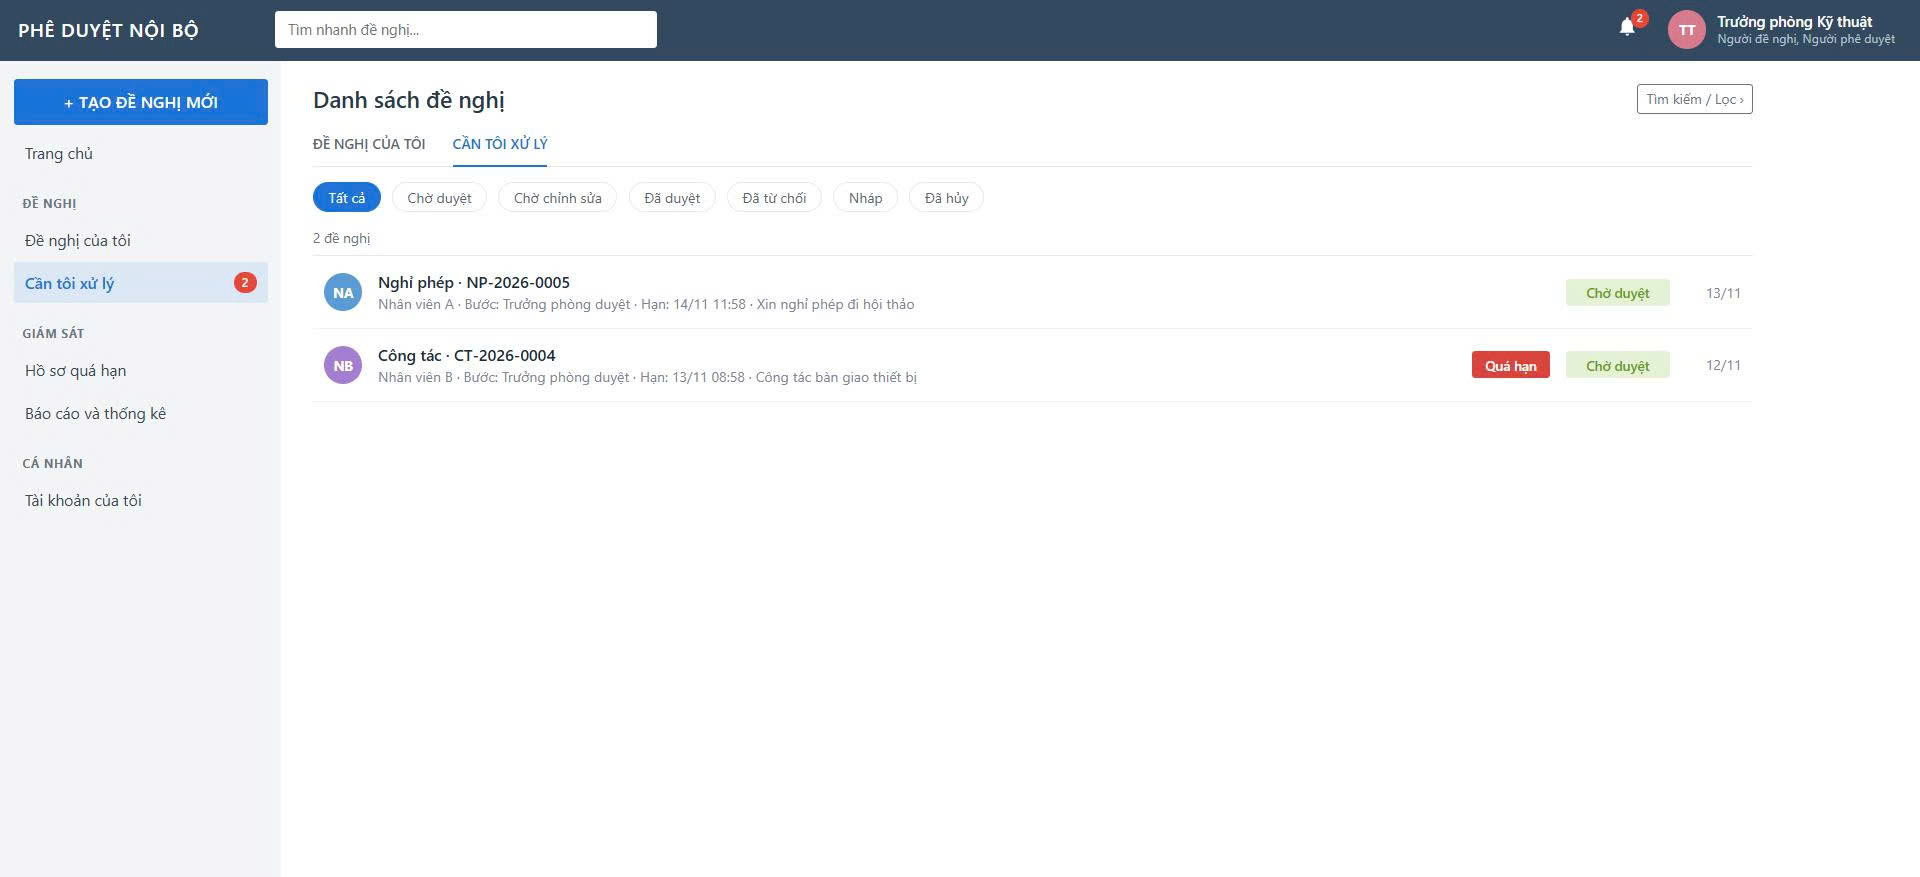 PHÊ DUYỆT NỘI BỘ
Tìm nhanh đề nghị...
2
TT
Trưởng phòng Kỹ thuật
Người đề nghị, Người phê duyệt
+ TẠO ĐỀ NGHỊ MỚI
Trang chủ
ĐỀ NGHỊ
Đề nghị của tôi
Cần tôi xử lý
2
GIÁM SÁT
Hồ sơ quá hạn
Báo cáo và thống kê
CÁ NHÂN
Tài khoản của tôi
Danh sách đề nghị
Tìm kiếm / Lọc ›
ĐỀ NGHỊ CỦA TÔI
CẦN TÔI XỬ LÝ
Tất cả
Chờ duyệt
Chờ chỉnh sửa
Đã duyệt
Đã từ chối
Nháp
Đã hủy
2 đề nghị
NA
Nghỉ phép · NP-2026-0005
Nhân viên A · Bước: Trưởng phòng duyệt · Hạn: 14/11 11:58 · Xin nghỉ phép đi hội thảo
Chờ duyệt
13/11
NB
Công tác · CT-2026-0004
Nhân viên B · Bước: Trưởng phòng duyệt · Hạn: 13/11 08:58 · Công tác bàn giao thiết bị
Quá hạn
Chờ duyệt
12/11